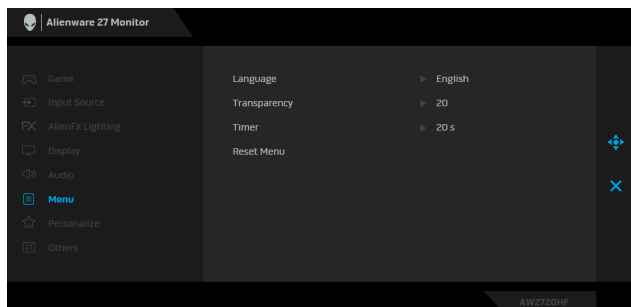 Alienware 27 Monitor
Game
Input Source
AlienFX Lighting
Display
Audio
Menu
Personalize
Others
Language English
Transparency 20
Timer 20 s
Reset Menu
AW2720HF